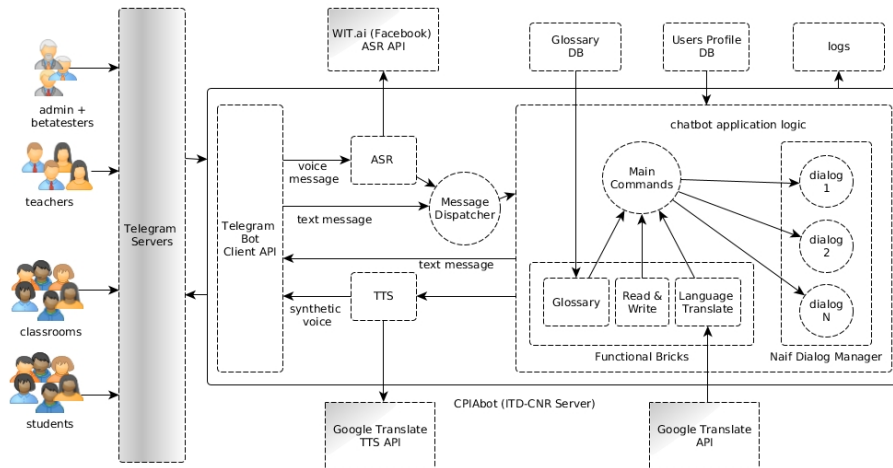 WIT.ai (Facebook)
ASR API
Glossary
DB
Users Profile
DB
logs
admin +
betatesters
teachers
classrooms
students
Telegram
Servers
Telegram
Bot
Client API
voice
message
ASR
text message
Message
Dispatcher
text message
TTS
synthetic
voice
chatbot application logic
Main
Commands
dialog
1
dialog
2
dialog
N
Glossary
Read &
Write
Language
Translate
Functional Bricks
Naif Dialog Manager
CPIAbot (ITD-CNR Server)
Google Translate
TTS API
Google Translate
API